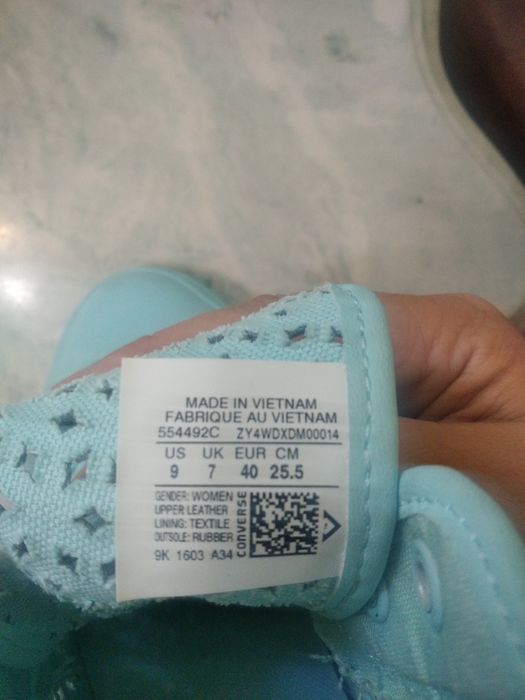 MADE IN VIETNAM
FABRIQUE AU VIETNAM
554492C ZY4WDXDM00014
US UK EUR CM
9 7 40 25.5
GENDER: WOMEN
UPPER LEATHER
LINING: TEXTILE
OUTSOLE: RUBBER
CONVERSE
9K 1603 A34